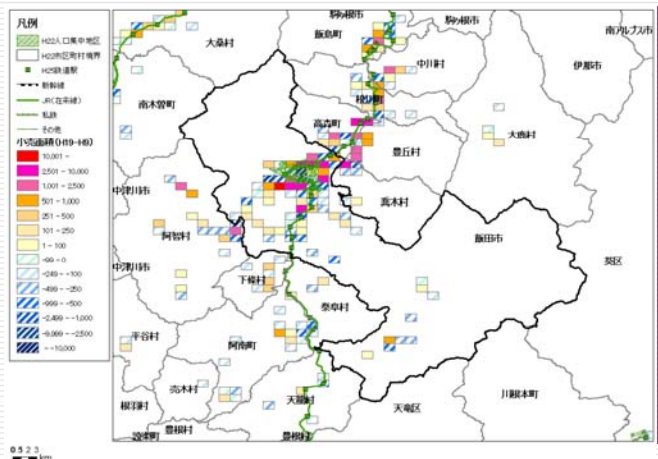 凡例
H22人口集中地区
H22市区町村境界
H25鉄道駅
新幹線
JR(在来線)
私鉄
その他
小売面積(H19-H9)
10,001 -
2,501 - 10,000
1,001 - 2,500
501 - 1,000
251 - 500
101 - 250
1 - 100
-99 - 0
-249 - -100
-499 - -250
-999 - -500
-2,499 - -1,000
-9,999 - -2,500
- -10,000
大桑村
飯島町
駒ヶ根市
駒ヶ根市
南アルプス市
伊那市
中川村
南木曽町
松川町
高森町
大鹿村
豊丘村
中津川市
喬木村
阿智村
飯田市
葵区
中津川市
下條村
泰阜村
平谷村
阿南町
売木村
天龍村
天竜区
川根本町
根羽村
豊根村
豊根村
0 5 2 3
km